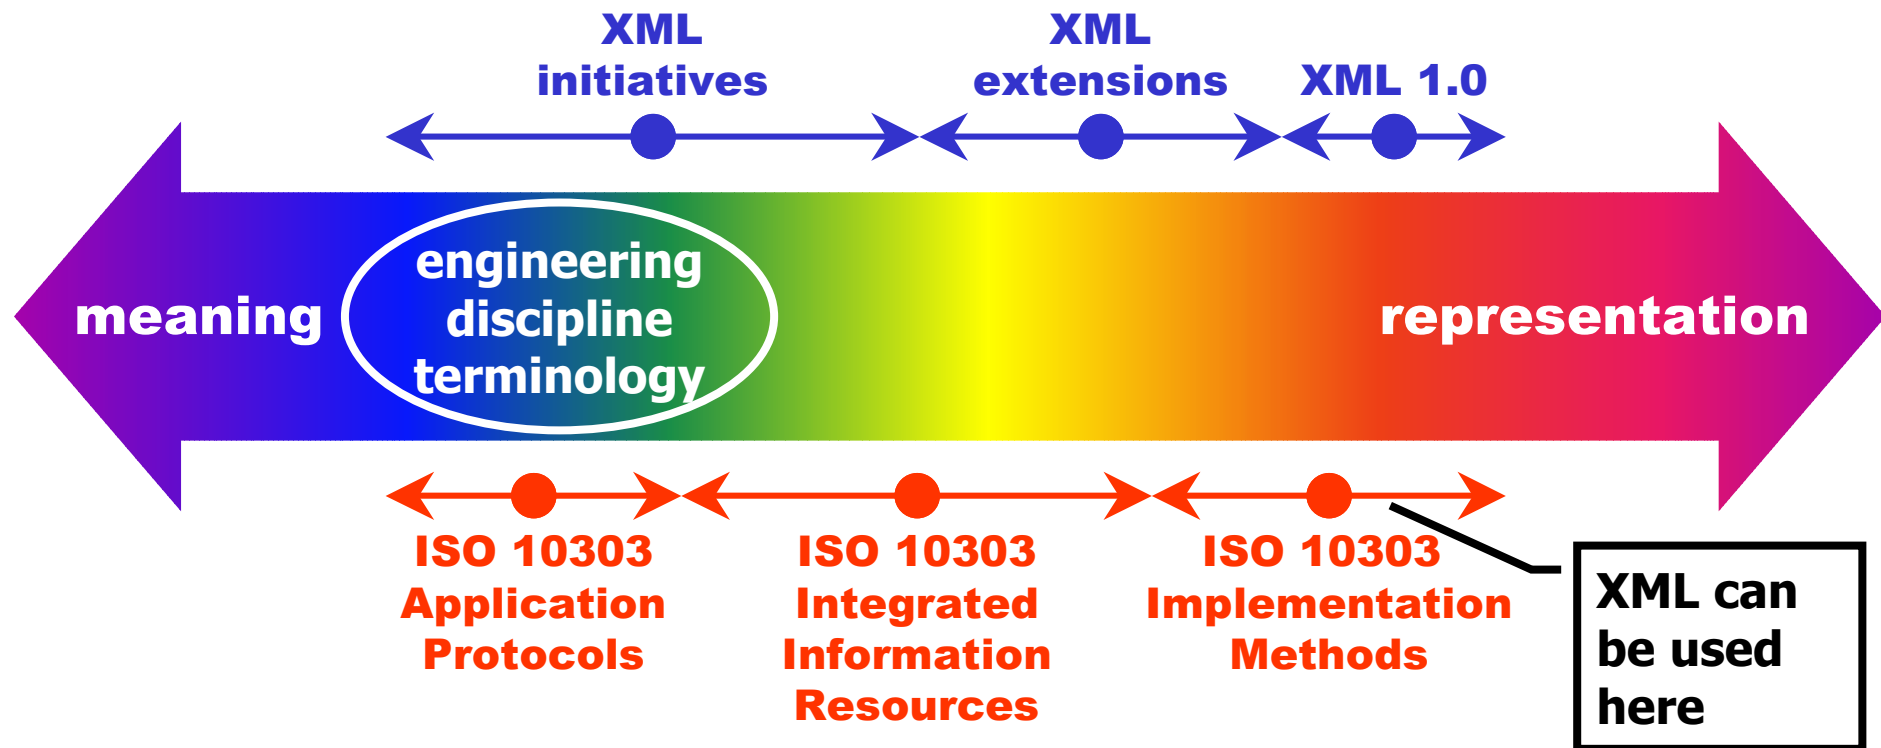 XML
initiatives
XML
extensions
XML 1.0
meaning
engineering
discipline
terminology
representation
ISO 10303
Application
Protocols
ISO 10303
Integrated
Information
Resources
ISO 10303
Implementation
Methods
XML can
be used
here